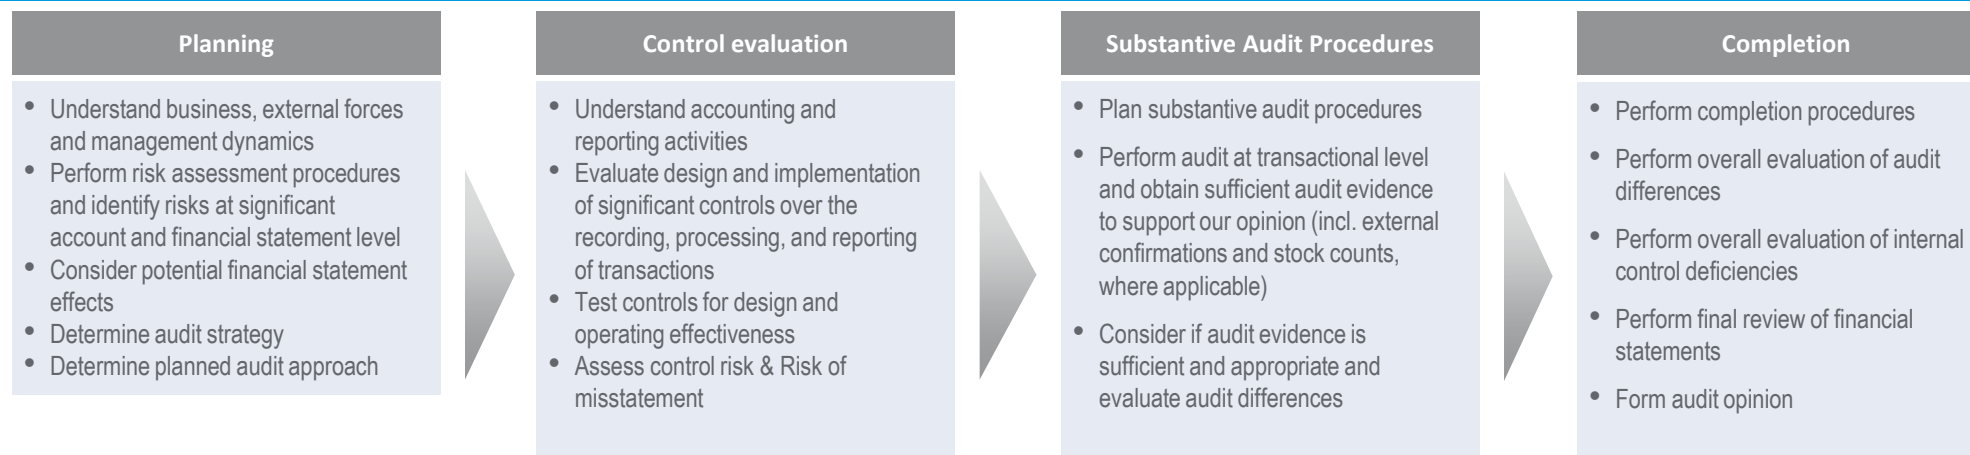 Planning
• Understand business, external forces
and management dynamics
• Perform risk assessment procedures
and identify risks at significant
account and financial statement level
• Consider potential financial statement
effects
• Determine audit strategy
• Determine planned audit approach
Control evaluation
• Understand accounting and
reporting activities
• Evaluate design and implementation
of significant controls over the
recording, processing, and reporting
of transactions
• Test controls for design and
operating effectiveness
• Assess control risk & Risk of
misstatement
Substantive Audit Procedures
• Plan substantive audit procedures
• Perform audit at transactional level
and obtain sufficient audit evidence
to support our opinion (incl. external
confirmations and stock counts,
where applicable)
• Consider if audit evidence is
sufficient and appropriate and
evaluate audit differences
Completion
• Perform completion procedures
• Perform overall evaluation of audit
differences
• Perform overall evaluation of internal
control deficiencies
• Perform final review of financial
statements
• Form audit opinion